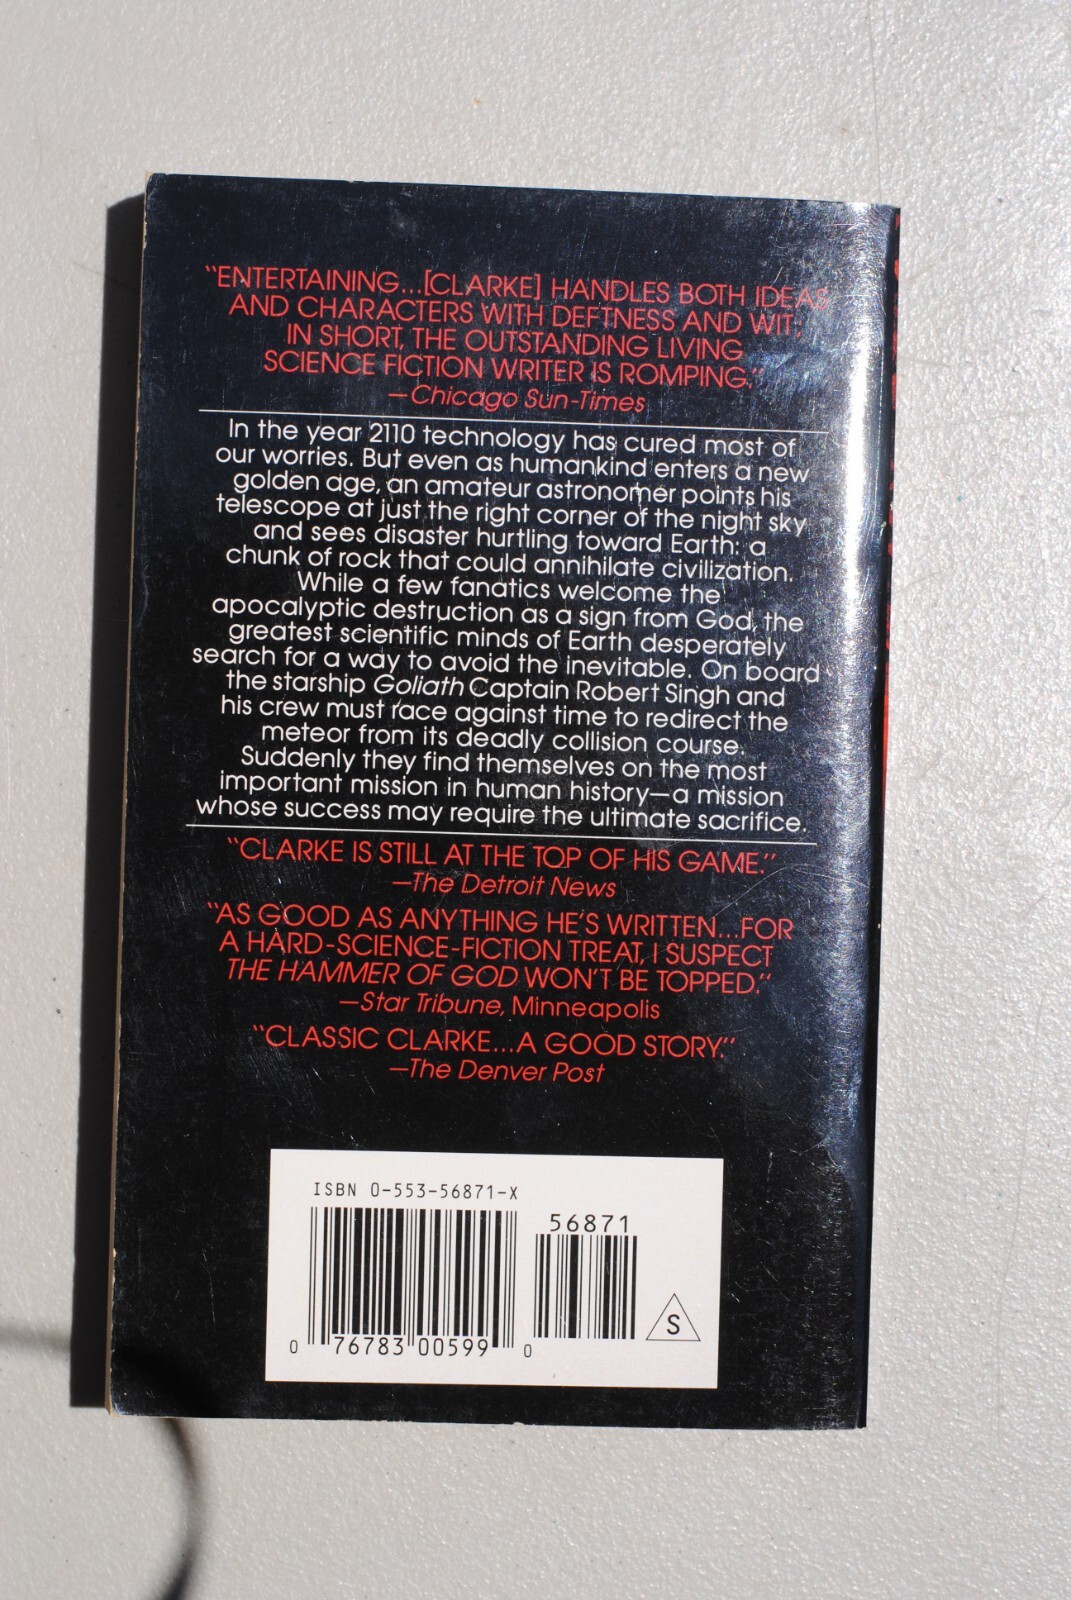 "ENTERTAINING...[CLARKE] HANDLES BOTH IDEAS
AND CHARACTERS WITH DEFTNESS AND WIT;
IN SHORT, THE OUTSTANDING LIVING
SCIENCE FICTION WRITER IS ROMPING."
—Chicago Sun-Times
In the year 2110 technology has cured most of
our worries. But even as humankind enters a new
golden age, an amateur astronomer points his
telescope at just the right corner of the night sky
and sees disaster hurtling toward Earth: a
chunk of rock that could annihilate civilization.
While a few fanatics welcome the
apocalyptic destruction as a sign from God, the
greatest scientific minds of Earth desperately
search for a way to avoid the inevitable. On board
the starship Goliath Captain Robert Singh and
his crew must race against time to redirect the
meteor from its deadly collision course.
Suddenly they find themselves on the most
important mission in human history—a mission
whose success may require the ultimate sacrifice.
"CLARKE IS STILL AT THE TOP OF HIS GAME."
—The Detroit News
"AS GOOD AS ANYTHING HE'S WRITTEN...FOR
A HARD-SCIENCE-FICTION TREAT, I SUSPECT
THE HAMMER OF GOD WON'T BE TOPPED."
—Star Tribune, Minneapolis
"CLASSIC CLARKE...A GOOD STORY."
—The Denver Post
ISBN 0-553-56871-X
56871
0 76783 00599 0
S